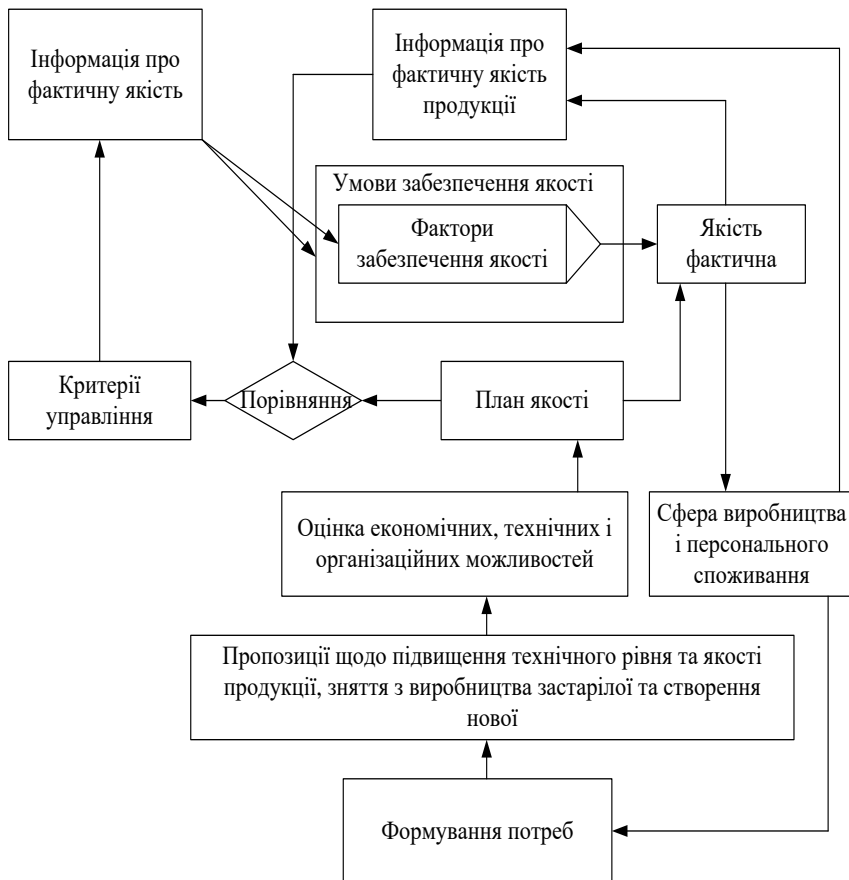 Інформація про
фактичну якість
Інформація про
фактичну якість
продукції
Умови забезпечення якості
Фактори
забезпечення якості
Якість
фактична
Критерії
управління
Порівняння
План якості
Оцінка економічних, технічних і
організаційних можливостей
Сфера виробництва
і персонального
споживання
Пропозиції щодо підвищення технічного рівня та якості
продукції, зняття з виробництва застарілої та створення
нової
Формування потреб